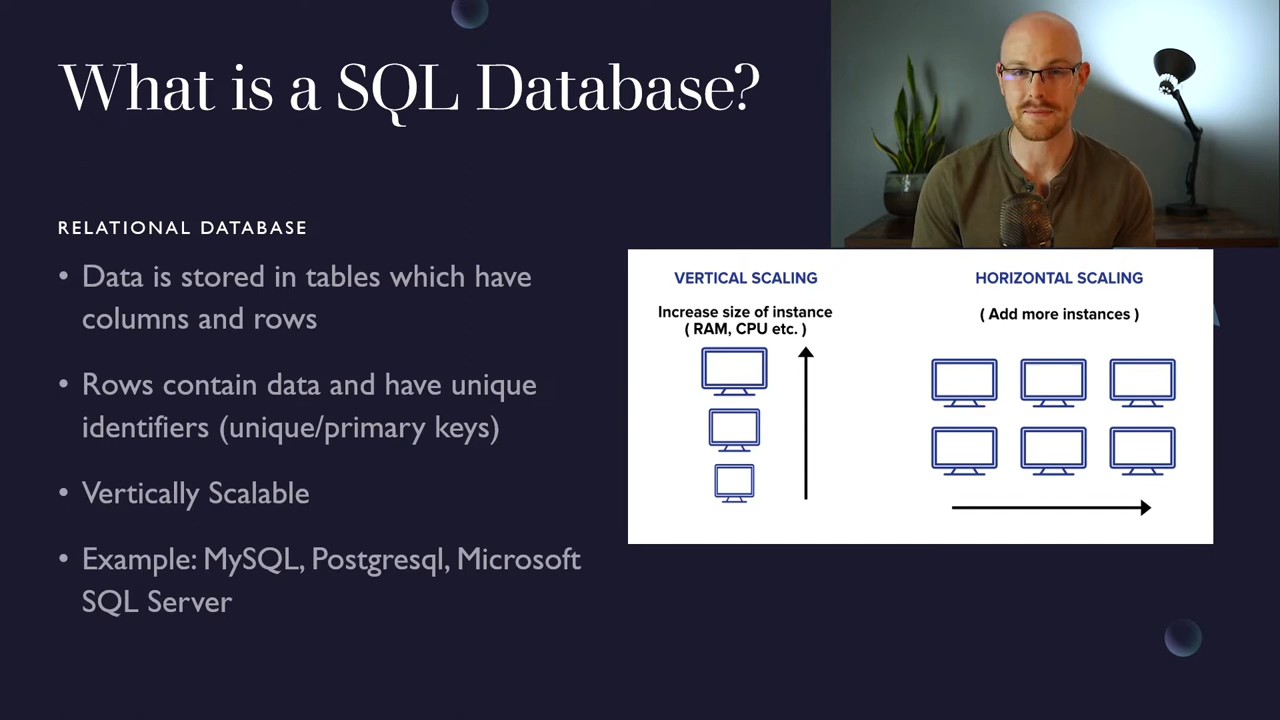 What is a SQL Database?
RELATIONAL DATABASE
• Data is stored in tables which have
columns and rows
• Rows contain data and have unique
identifiers (unique/primary keys)
• Vertically Scalable
• Example: MySQL, Postgresql, Microsoft
SQL Server
VERTICAL SCALING
Increase size of instance
( RAM, CPU etc. )
HORIZONTAL SCALING
( Add more instances )